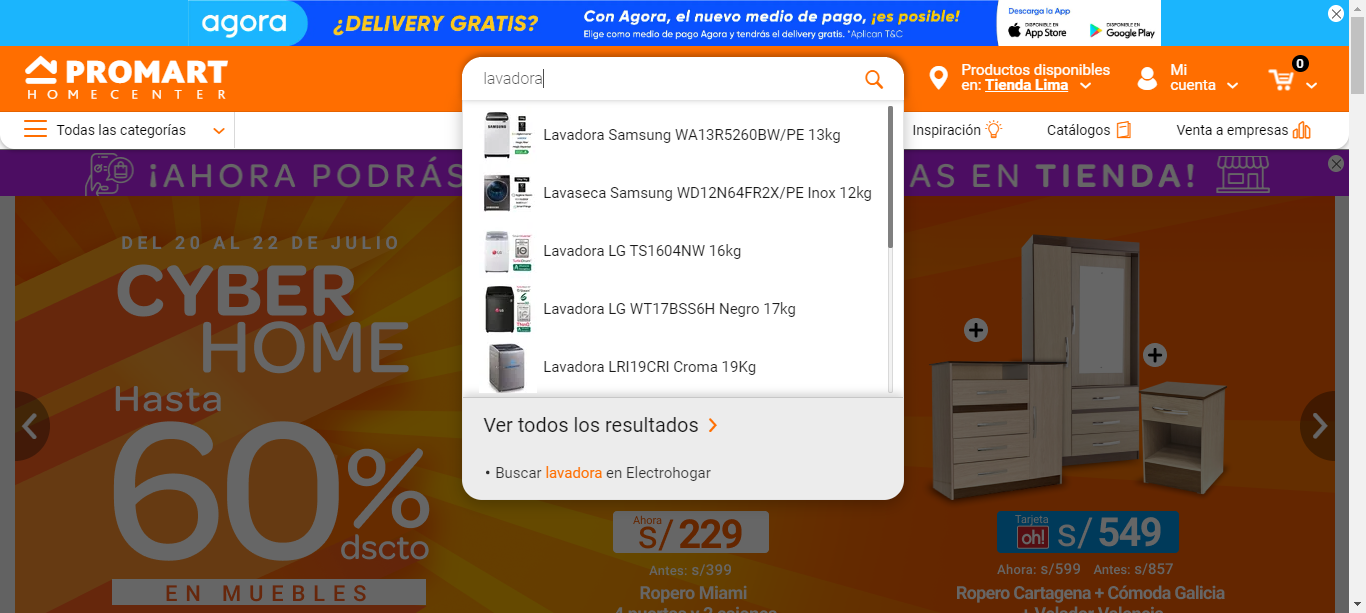 agora
¿DELIVERY GRATIS?
Con Agora, el nuevo medio de pago, ¡es posible!
Elige como medio de pago Agora y tendrás el delivery gratis. *Aplican T&C
Descarga la App
DISPONIBLE EN
App Store
DISPONIBLE EN
Google Play
PROMART
HOMECENTER
lavadora
Productos disponibles
en: Tienda Lima
Mi
cuenta
0
Todas las categorías
Inspiración
Catálogos
Venta a empresas
¡AHORA PODRÁS
AS EN TIENDA!
Lavadora Samsung WA13R5260BW/PE 13kg
Lavaseca Samsung WD12N64FR2X/PE Inox 12kg
Lavadora LG TS1604NW 16kg
Lavadora LG WT17BSS6H Negro 17kg
Lavadora LRI19CRI Croma 19Kg
Ver todos los resultados
• Buscar lavadora en Electrohogar
DEL 20 AL 22 DE JULIO
CYBER
HOME
Hasta
60%
dscto
EN MUEBLES
Ahora
S/ 229
Antes: s/399
Ropero Miami
4 puertas y 2 cajones
Tarjeta
oh!
S/ 549
Ahora: s/599 Antes: s/857
Ropero Cartagena + Cómoda Galicia
+ Velador Valencia